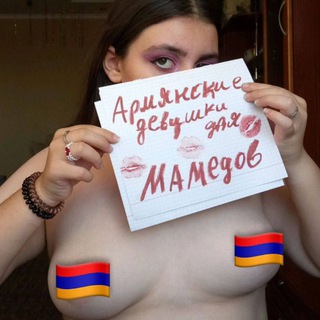 Армянские
девушки
для
Мамедов